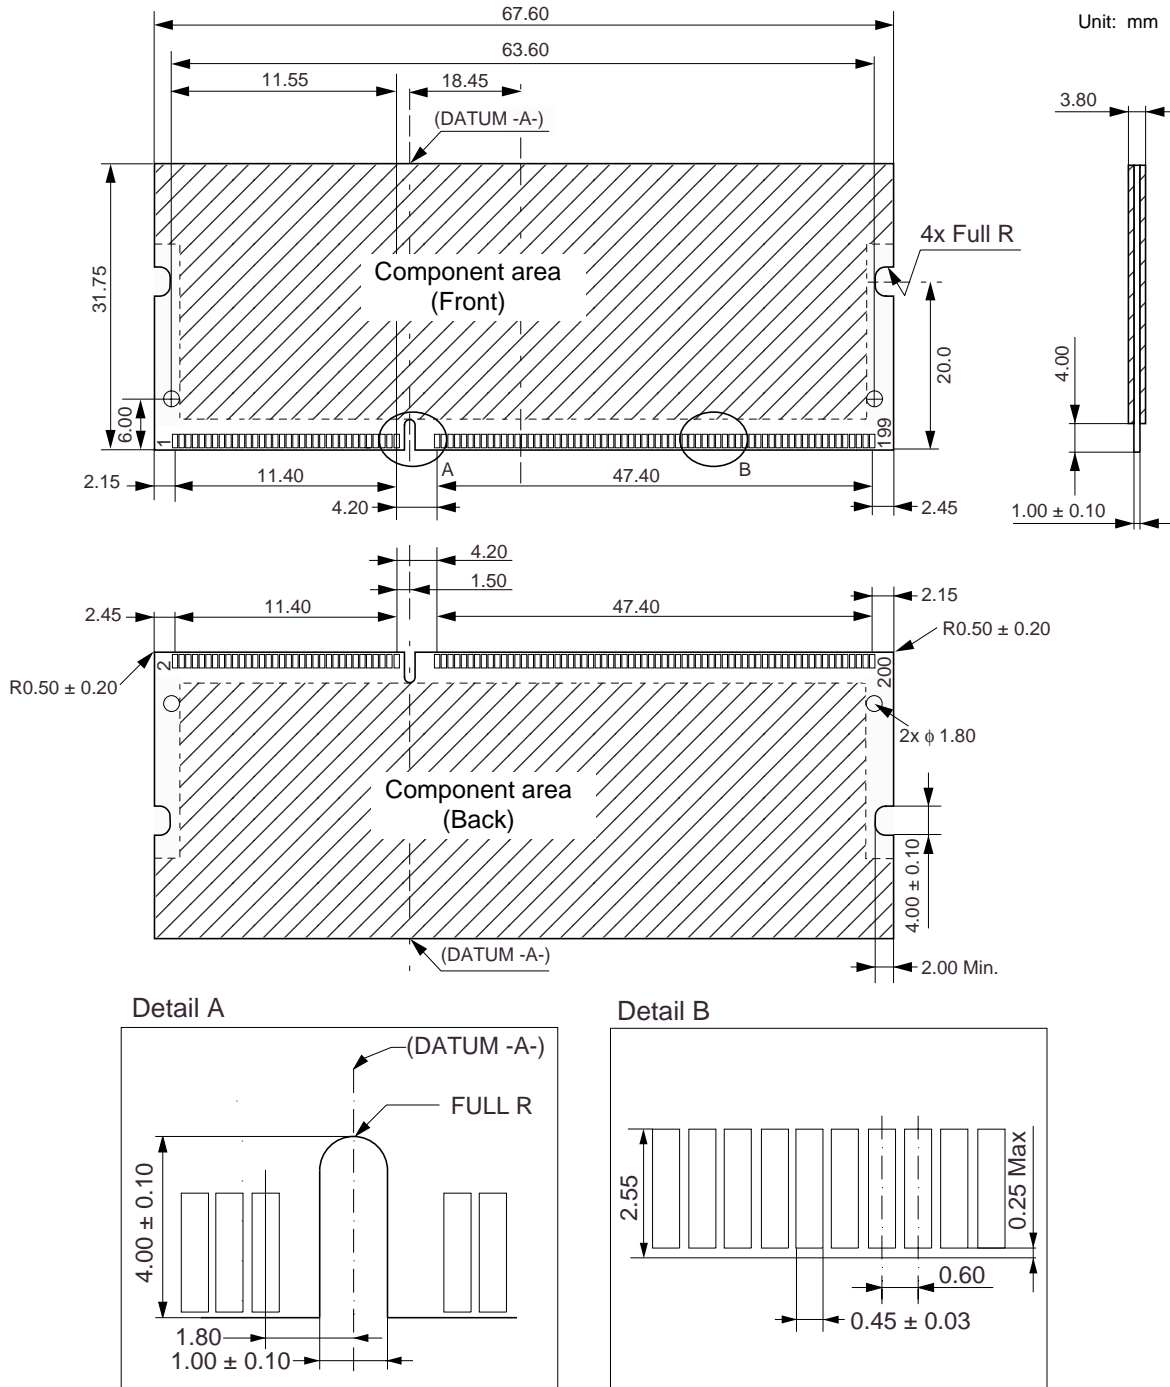 Unit: mm
67.60
63.60
11.55
18.45
(DATUM -A-)
3.80
4x Full R
Component area
(Front)
31.75
20.0
4.00
6.00
1
199
A
B
2.15
11.40
47.40
4.20
2.45
1.00 ± 0.10
4.20
1.50
2.45
11.40
47.40
2.15
R0.50 ± 0.20
2
200
R0.50 ± 0.20
2x ϕ 1.80
Component area
(Back)
4.00 ± 0.10
(DATUM -A-)
2.00 Min.
Detail A
(DATUM -A-)
FULL R
4.00 ± 0.10
1.80
1.00 ± 0.10
Detail B
2.55
0.25 Max
0.60
0.45 ± 0.03